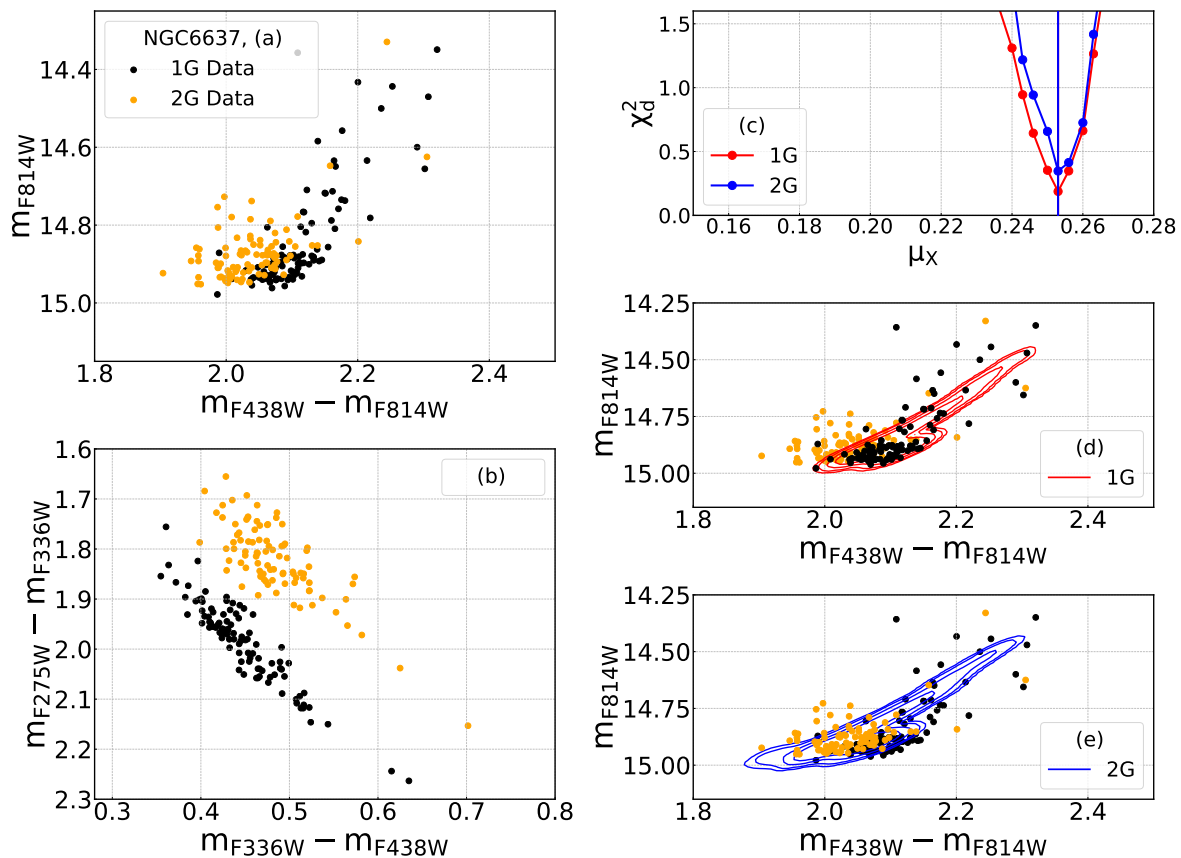 NGC6637, (a)
1G Data
2G Data
14.4
14.6
14.8
15.0
m_F814W
1.8 2.0 2.2 2.4
m_F438W − m_F814W
(b)
1.6
1.7
1.8
1.9
2.0
2.1
2.2
2.3
m_F275W − m_F336W
0.3 0.4 0.5 0.6 0.7 0.8
m_F336W − m_F438W
(c)
1G
2G
1.5
1.0
0.5
0.0
χ²_d
0.16 0.18 0.20 0.22 0.24 0.26 0.28
μ_X
14.25
14.50
14.75
15.00
m_F814W
(d)
1G
1.8 2.0 2.2 2.4
m_F438W − m_F814W
14.25
14.50
14.75
15.00
m_F814W
(e)
2G
1.8 2.0 2.2 2.4
m_F438W − m_F814W